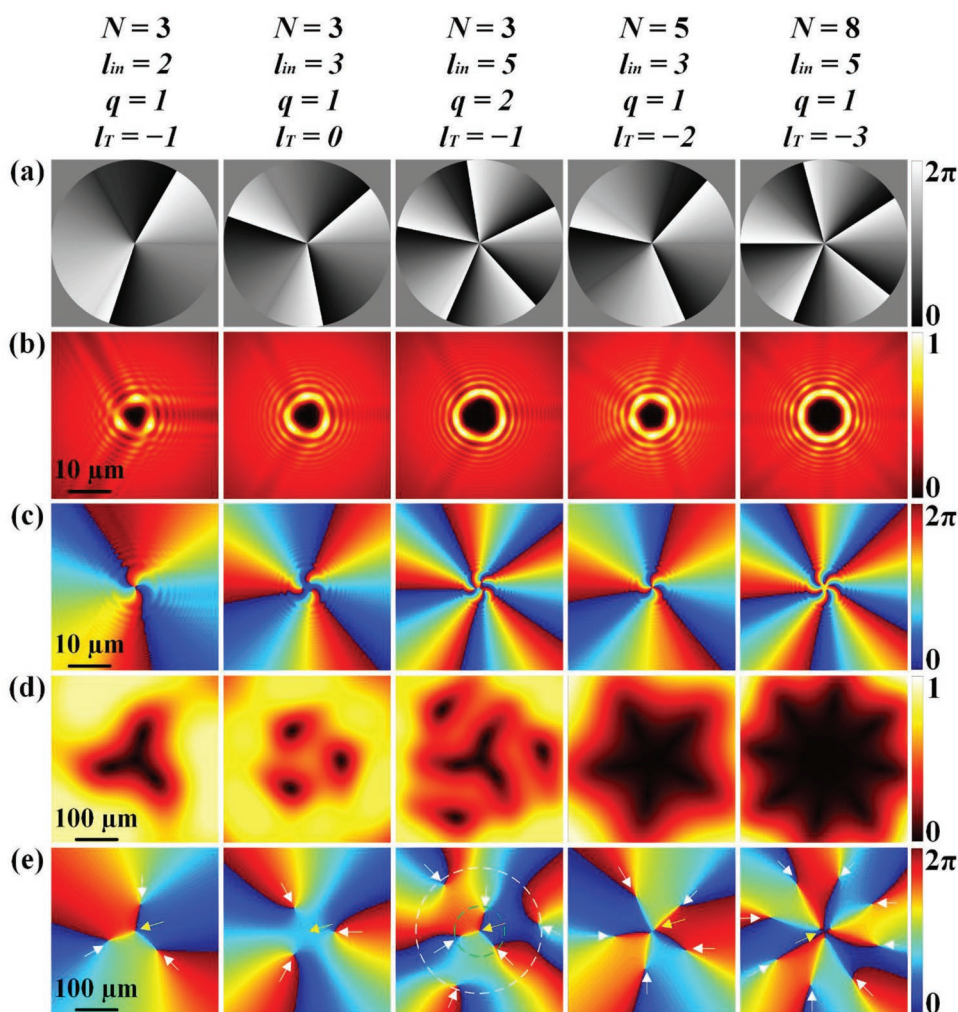 N = 3 N = 3 N = 3 N = 5 N = 8
lin = 2 lin = 3 lin = 5 lin = 3 lin = 5
q = 1 q = 1 q = 2 q = 1 q = 1
lT = −1 lT = 0 lT = −1 lT = −2 lT = −3
(a) 2π
0
(b) 1
10 μm 0
(c) 2π
10 μm 0
(d) 1
100 μm 0
(e) 2π
100 μm 0